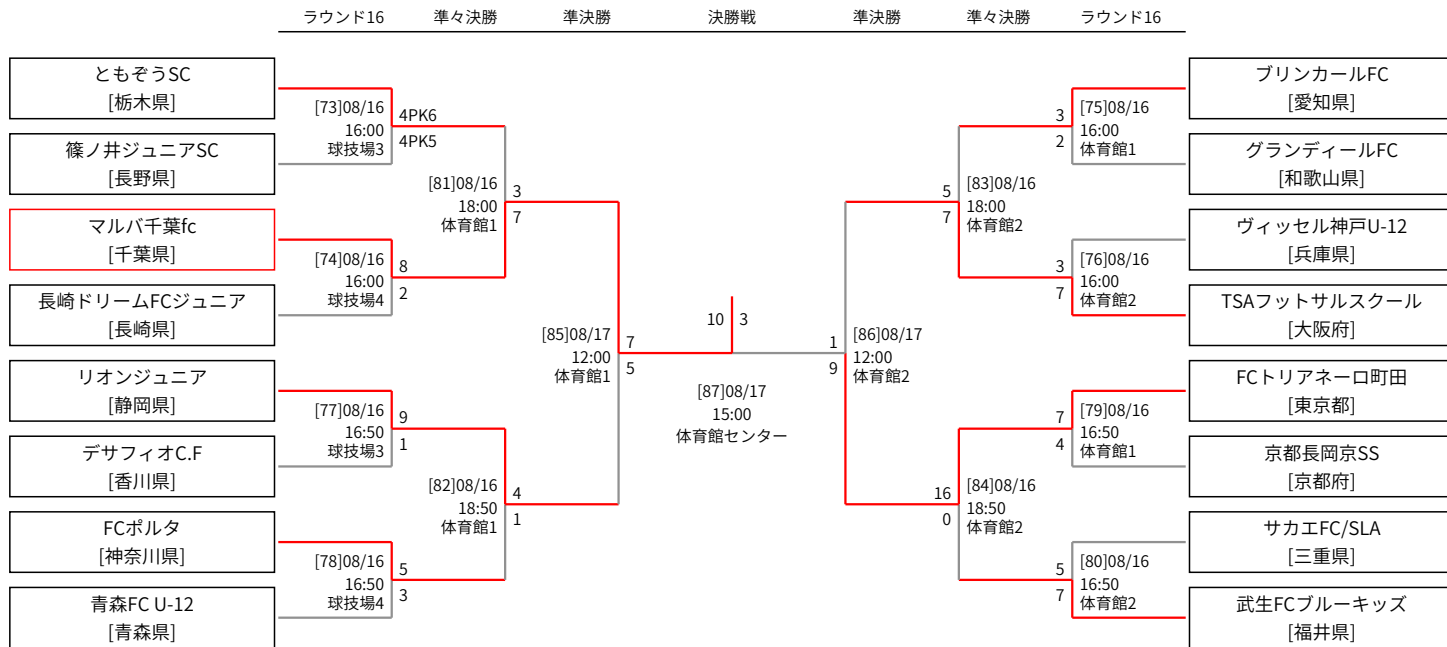 ラウンド16 準々決勝 準決勝 決勝戦 準決勝 準々決勝 ラウンド16
ともぞうSC
[栃木県]
篠ノ井ジュニアSC
[長野県]
マルバ千葉fc
[千葉県]
長崎ドリームFCジュニア
[長崎県]
リオンジュニア
[静岡県]
デサフィオC.F
[香川県]
FCポルタ
[神奈川県]
青森FC U-12
[青森県]
[73]08/16
16:00
球技場3
4PK6
4PK5
[74]08/16
16:00
球技場4
8
2
[77]08/16
16:50
球技場3
9
1
[78]08/16
16:50
球技場4
5
3
[81]08/16
18:00
体育館1
3
7
[82]08/16
18:50
体育館1
4
1
[85]08/17
12:00
体育館1
7
5
10 3
[87]08/17
15:00
体育館センター
1
9
[86]08/17
12:00
体育館2
5
7
[83]08/16
18:00
体育館2
16
0
[84]08/16
18:50
体育館2
3
2
[75]08/16
16:00
体育館1
3
7
[76]08/16
16:00
体育館2
7
4
[79]08/16
16:50
体育館1
5
7
[80]08/16
16:50
体育館2
ブリンカールFC
[愛知県]
グランディールFC
[和歌山県]
ヴィッセル神戸U-12
[兵庫県]
TSAフットサルスクール
[大阪府]
FCトリアネーロ町田
[東京都]
京都長岡京SS
[京都府]
サカエFC/SLA
[三重県]
武生FCブルーキッズ
[福井県]